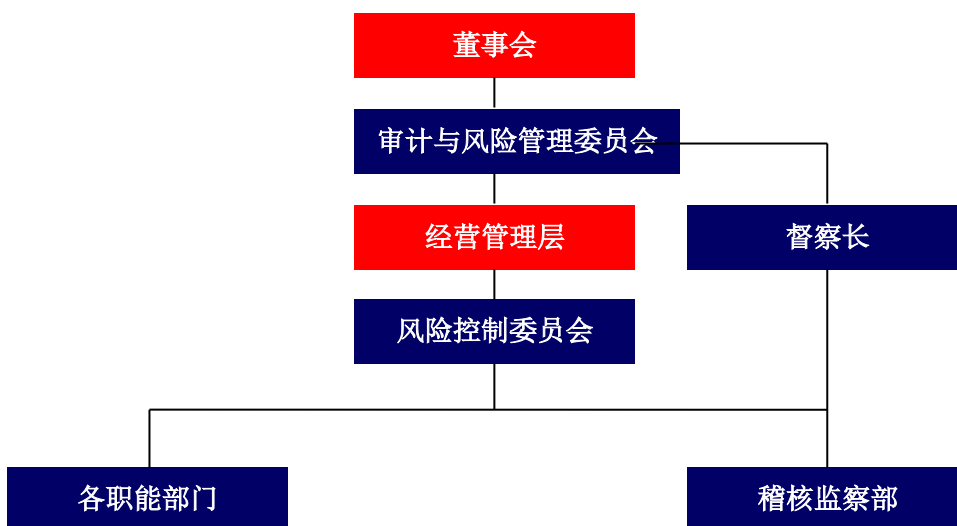 董事会
审计与风险管理委员会
经营管理层
督察长
风险控制委员会
各职能部门
稽核监察部